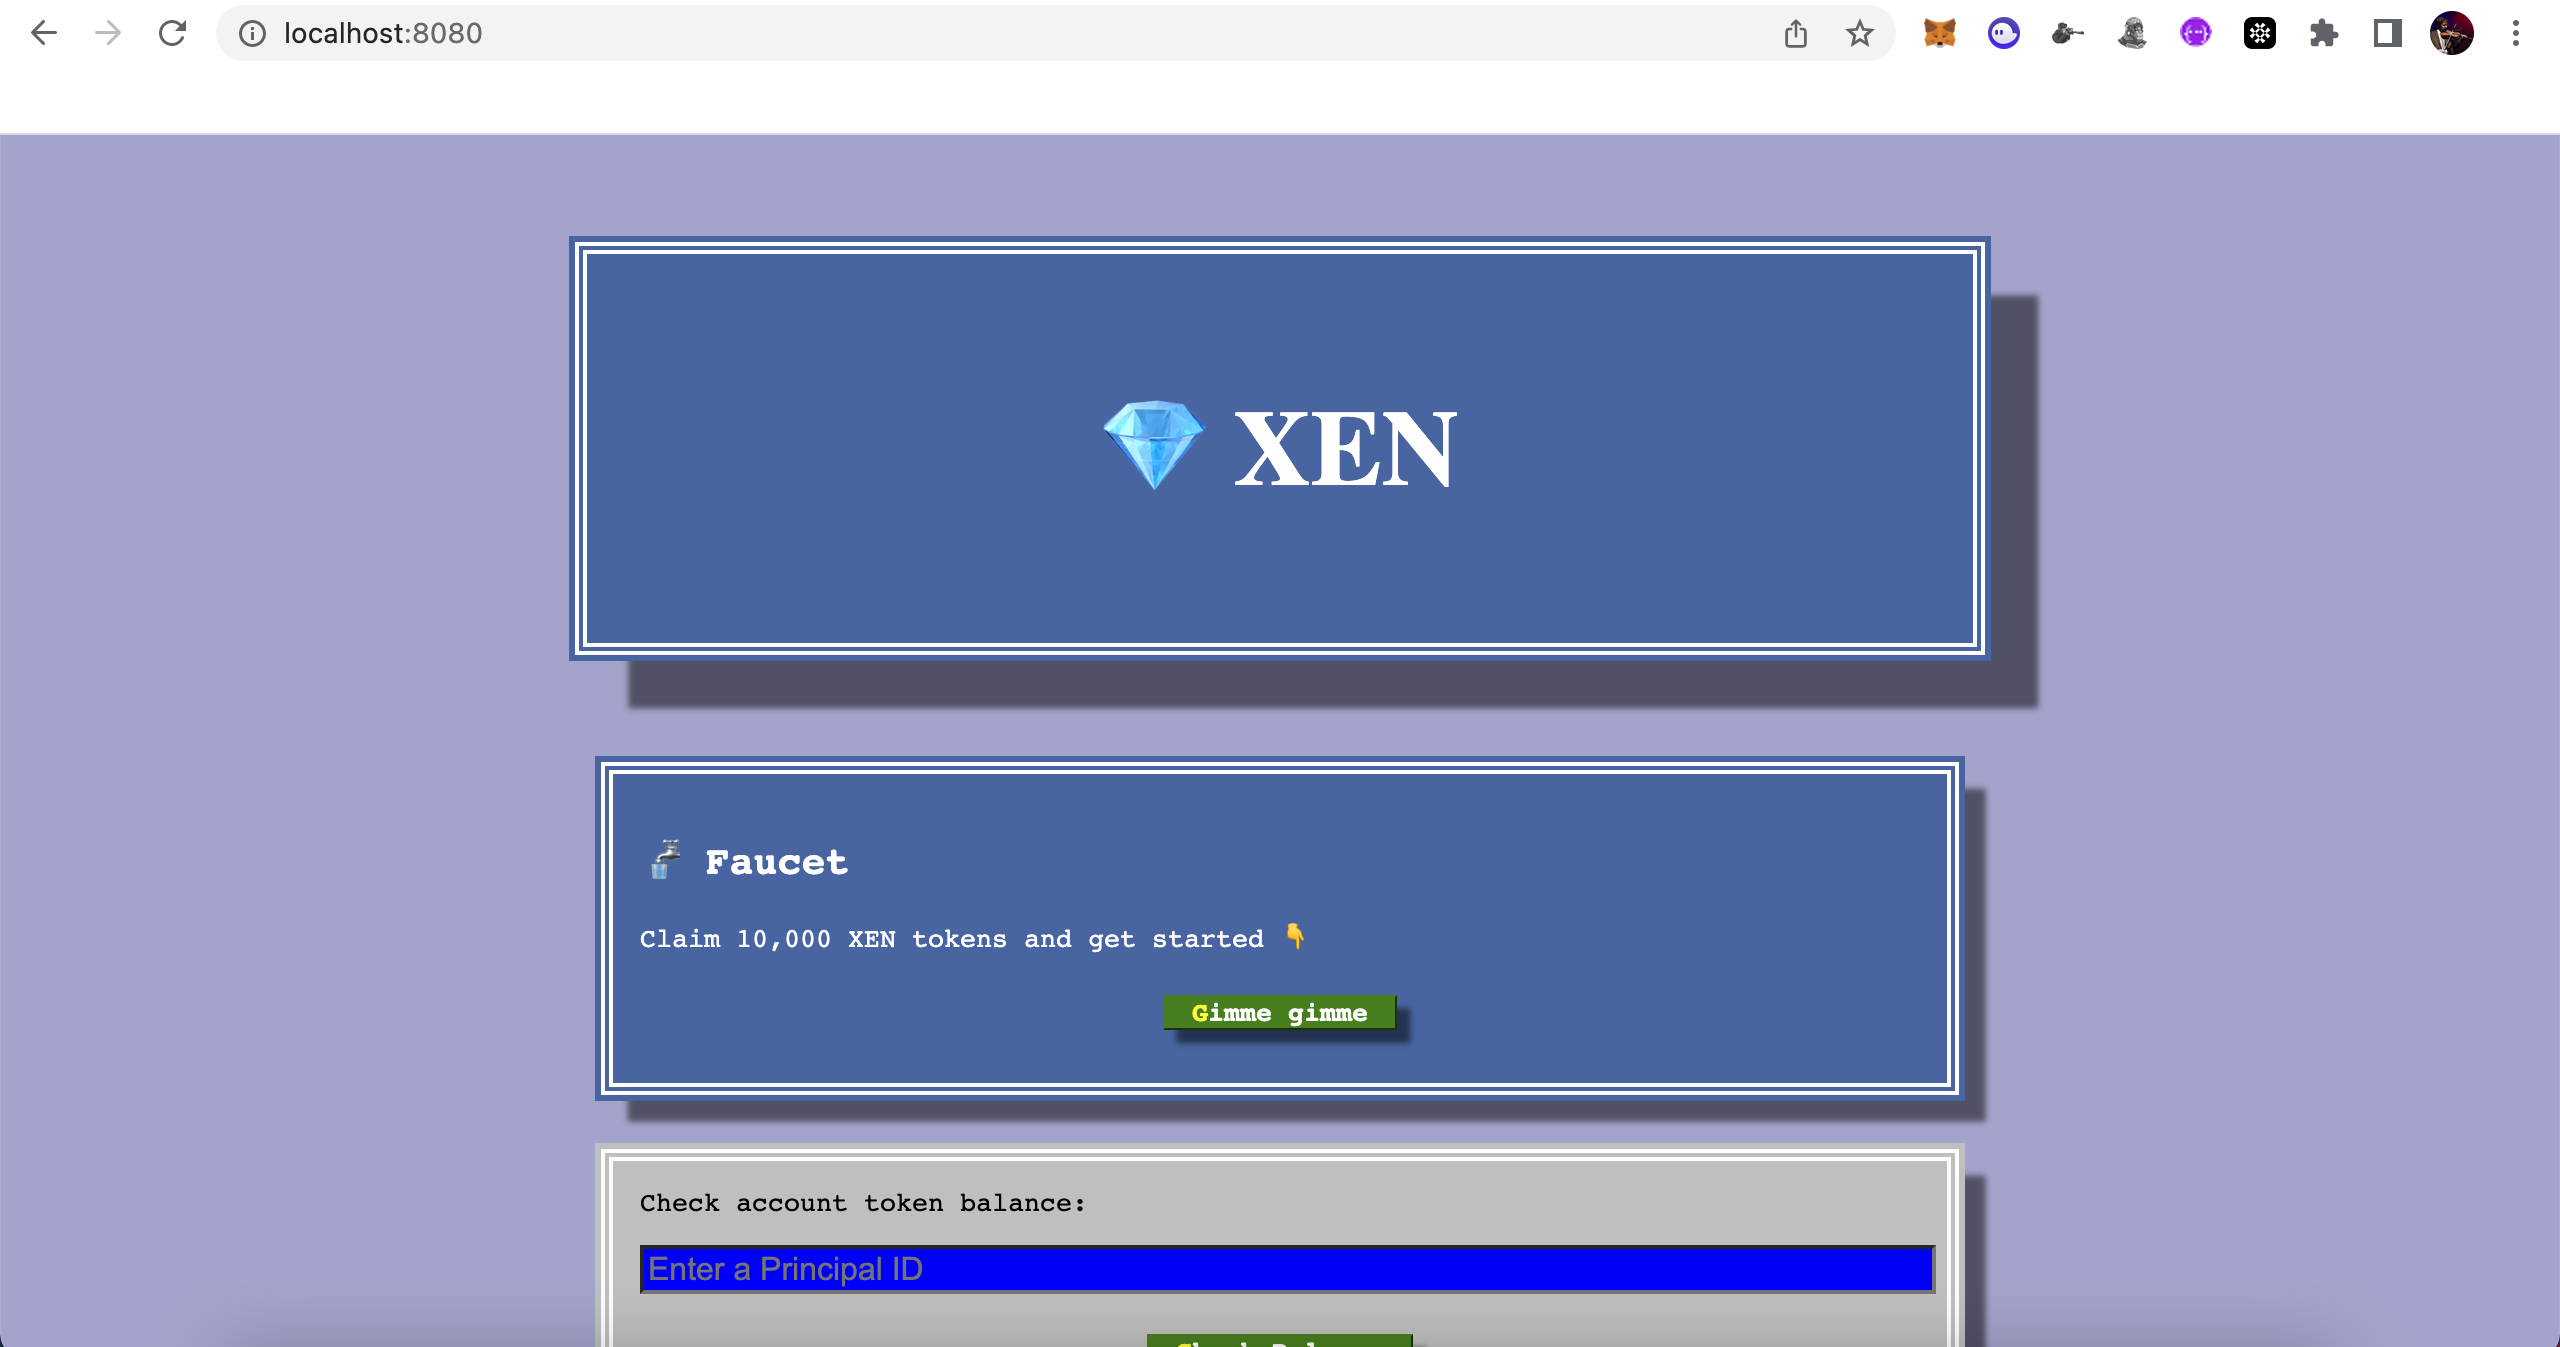 localhost:8080
💎 XEN
🚰 Faucet
Claim 10,000 XEN tokens and get started 👇
Gimme gimme
Check account token balance:
Enter a Principal ID